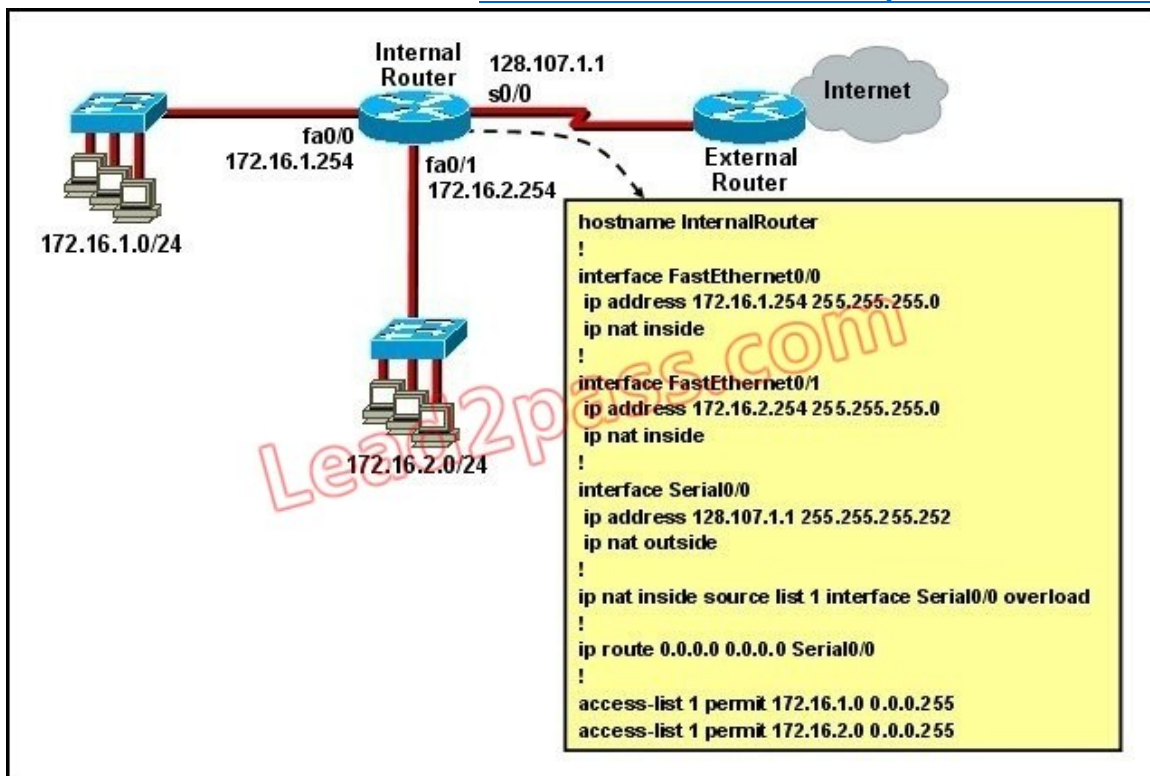 Internal
Router
128.107.1.1
s0/0
Internet
fa0/0
172.16.1.254
fa0/1
172.16.2.254
External
Router
172.16.1.0/24
172.16.2.0/24
hostname InternalRouter
!
interface FastEthernet0/0
ip address 172.16.1.254 255.255.255.0
ip nat inside
!
interface FastEthernet0/1
ip address 172.16.2.254 255.255.255.0
ip nat inside
!
interface Serial0/0
ip address 128.107.1.1 255.255.255.252
ip nat outside
!
ip nat inside source list 1 interface Serial0/0 overload
!
ip route 0.0.0.0 0.0.0.0 Serial0/0
!
access-list 1 permit 172.16.1.0 0.0.0.255
access-list 1 permit 172.16.2.0 0.0.0.255
Lead2pass.com